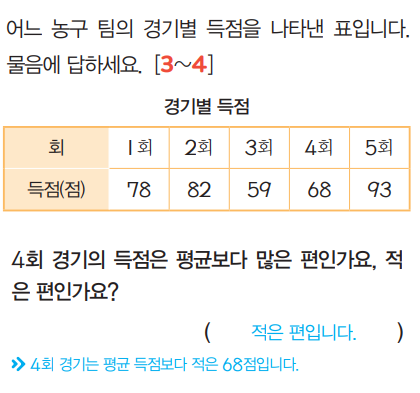 어느 농구 팀의 경기별 득점을 나타낸 표입니다.
물음에 답하세요. [3~4]
경기별 득점
회 1회 2회 3회 4회 5회
득점(점) 78 82 59 68 93
4회 경기의 득점은 평균보다 많은 편인가요, 적
은 편인가요?
( 적은 편입니다. )
≫ 4회 경기는 평균 득점보다 적은 68점입니다.